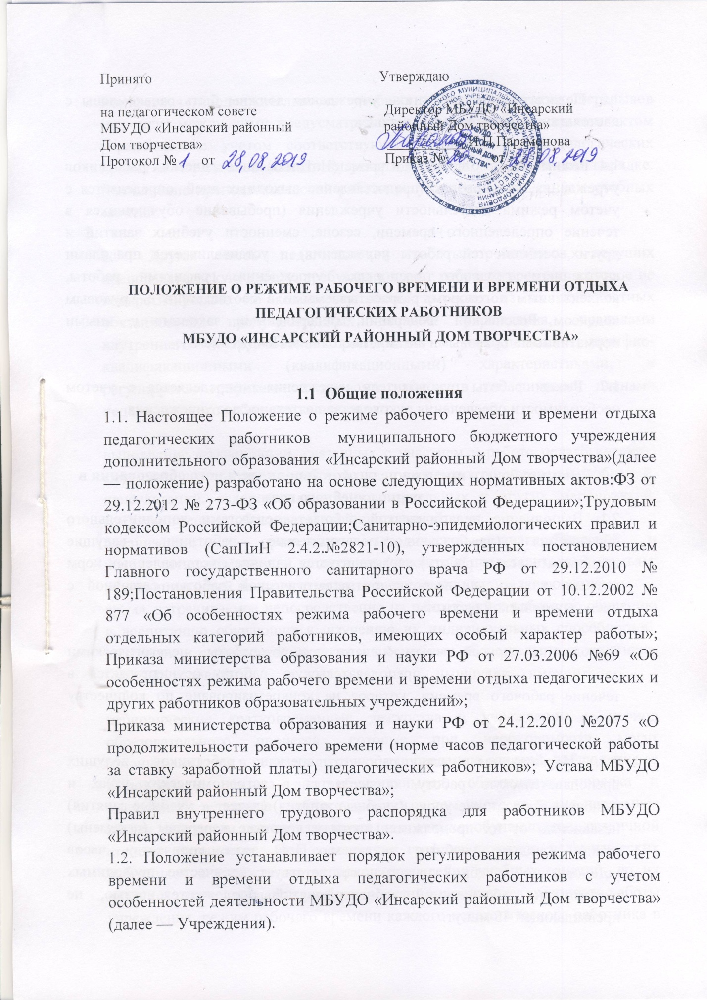 Принято
на педагогическом совете
МБУДО «Инсарский районный
Дом творчества»
Протокол № 1 от 28.08.2019
Утверждаю
Директор МБУДО «Инсарский
районный Дом творчества»
И.Н.Парамонова
Приказ № от 08 2019
МБУДО
"ИНСАРСКИЙ
РАЙОННЫЙ ДОМ
ТВОРЧЕСТВА"
ПОЛОЖЕНИЕ О РЕЖИМЕ РАБОЧЕГО ВРЕМЕНИ И ВРЕМЕНИ ОТДЫХА
ПЕДАГОГИЧЕСКИХ РАБОТНИКОВ
МБУДО «ИНСАРСКИЙ РАЙОННЫЙ ДОМ ТВОРЧЕСТВА»
1.1 Общие положения
1.1. Настоящее Положение о режиме рабочего времени и времени отдыха
педагогических работников муниципального бюджетного учреждения
дополнительного образования «Инсарский районный Дом творчества»(далее
— положение) разработано на основе следующих нормативных актов:ФЗ от
29.12.2012 № 273-ФЗ «Об образовании в Российской Федерации»;Трудовым
кодексом Российской Федерации;Санитарно-эпидемиологических правил и
нормативов (СанПиН 2.4.2.№2821-10), утвержденных постановлением
Главного государственного санитарного врача РФ от 29.12.2010 №
189;Постановления Правительства Российской Федерации от 10.12.2002 №
877 «Об особенностях режима рабочего времени и времени отдыха
отдельных категорий работников, имеющих особый характер работы»;
Приказа министерства образования и науки РФ от 27.03.2006 №69 «Об
особенностях режима рабочего времени и времени отдыха педагогических и
других работников образовательных учреждений»;
Приказа министерства образования и науки РФ от 24.12.2010 №2075 «О
продолжительности рабочего времени (норме часов педагогической работы
за ставку заработной платы) педагогических работников»; Устава МБУДО
«Инсарский районный Дом творчества»;
Правил внутреннего трудового распорядка для работников МБУДО
«Инсарский районный Дом творчества».
1.2. Положение устанавливает порядок регулирования режима рабочего
времени и времени отдыха педагогических работников с учетом
особенностей деятельности МБУДО «Инсарский районный Дом творчества»
(далее — Учреждения).